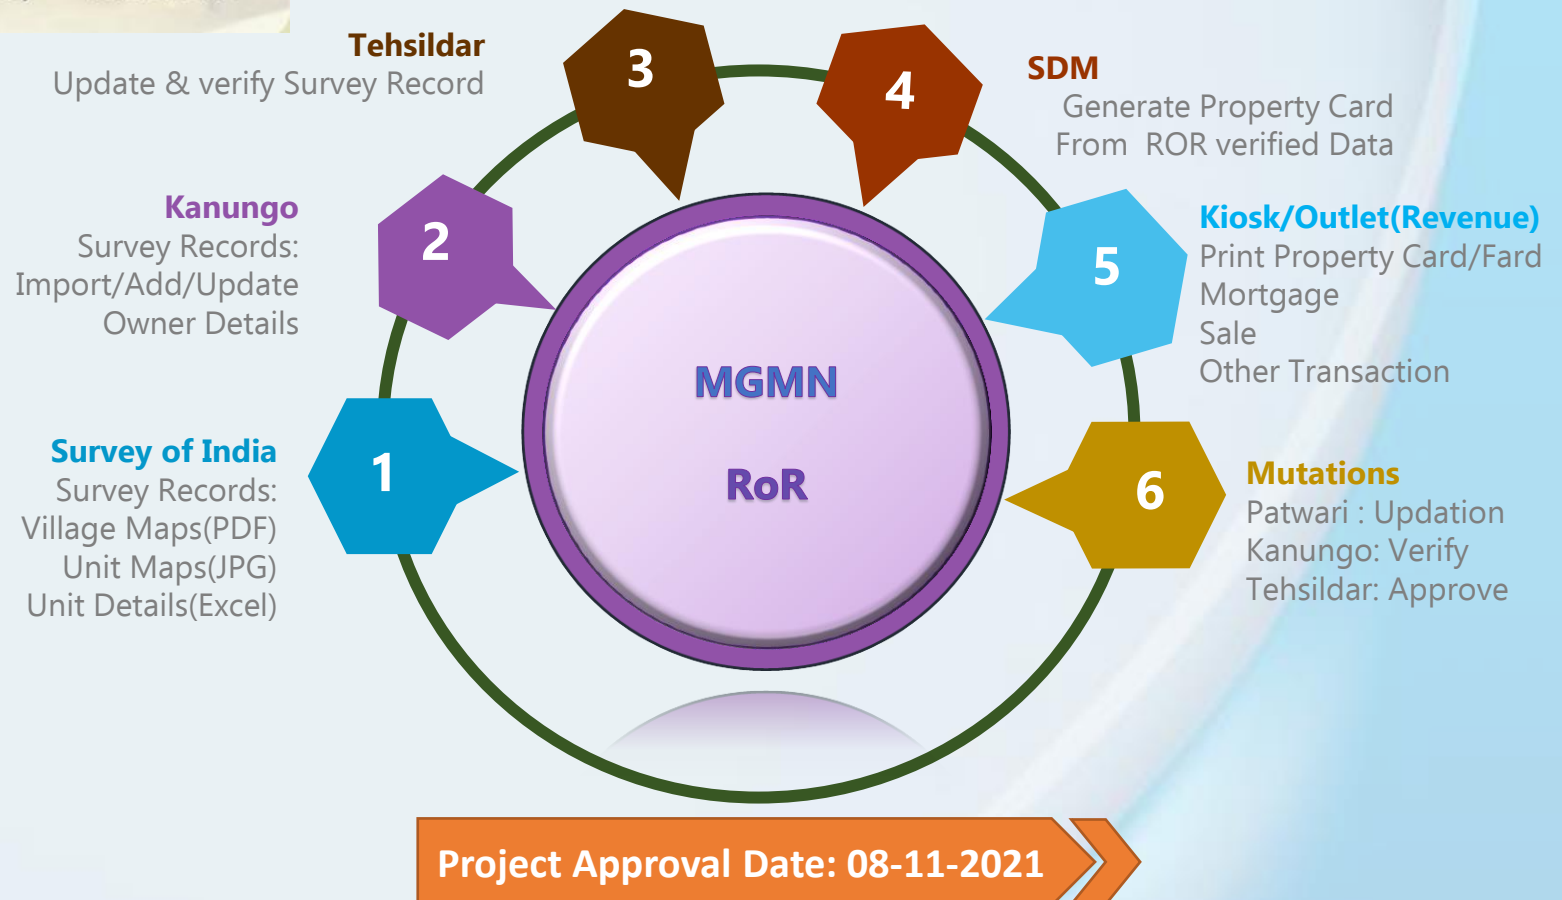 3
Tehsildar
Update & verify Survey Record
4
SDM
Generate Property Card
From ROR verified Data
2
Kanungo
Survey Records:
Import/Add/Update
Owner Details
5
Kiosk/Outlet(Revenue)
Print Property Card/Fard
Mortgage
Sale
Other Transaction
MGMN
RoR
1
Survey of India
Survey Records:
Village Maps(PDF)
Unit Maps(JPG)
Unit Details(Excel)
6
Mutations
Patwari : Updation
Kanungo: Verify
Tehsildar: Approve
Project Approval Date: 08-11-2021